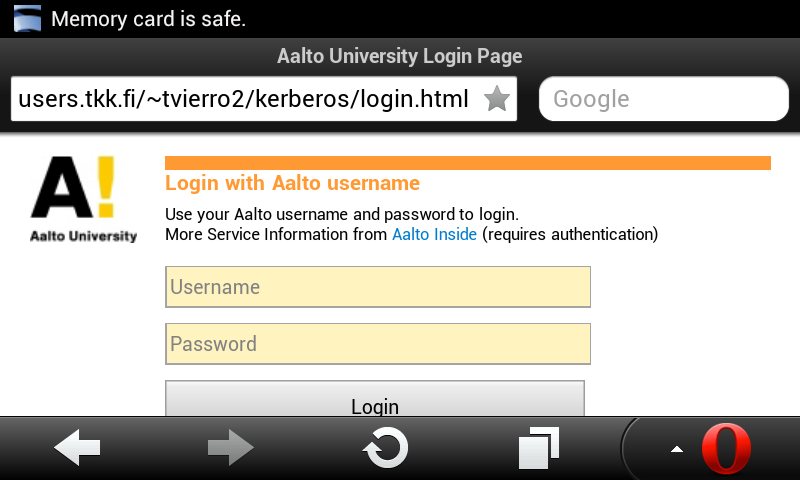 Memory card is safe.
Aalto University Login Page
users.tkk.fi/~tvierro2/kerberos/login.html
Google
A!
Aalto University
Login with Aalto username
Use your Aalto username and password to login.
More Service Information from Aalto Inside (requires authentication)
Username
Password
Login